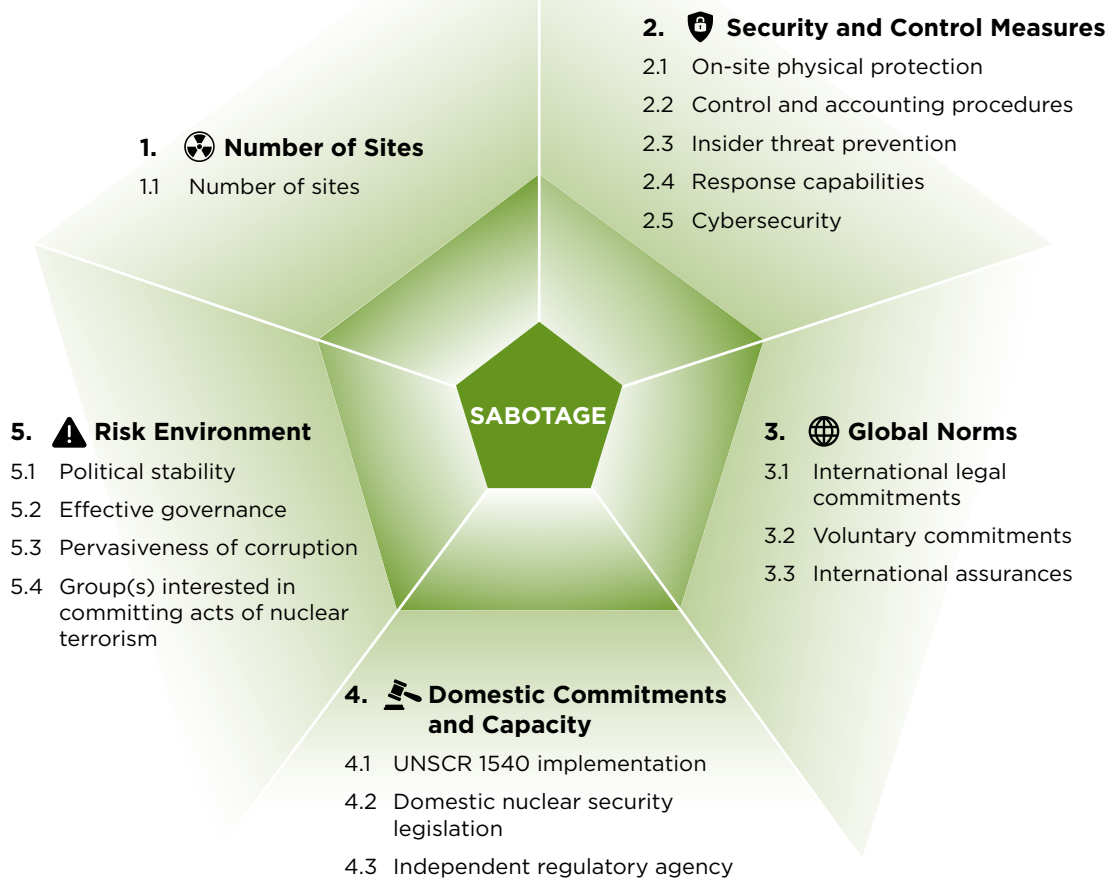 1. Number of Sites
1.1 Number of sites
2. Security and Control Measures
2.1 On-site physical protection
2.2 Control and accounting procedures
2.3 Insider threat prevention
2.4 Response capabilities
2.5 Cybersecurity
SABOTAGE
3. Global Norms
3.1 International legal
commitments
3.2 Voluntary commitments
3.3 International assurances
4. Domestic Commitments
and Capacity
4.1 UNSCR 1540 implementation
4.2 Domestic nuclear security
legislation
4.3 Independent regulatory agency
5. Risk Environment
5.1 Political stability
5.2 Effective governance
5.3 Pervasiveness of corruption
5.4 Group(s) interested in
committing acts of nuclear
terrorism